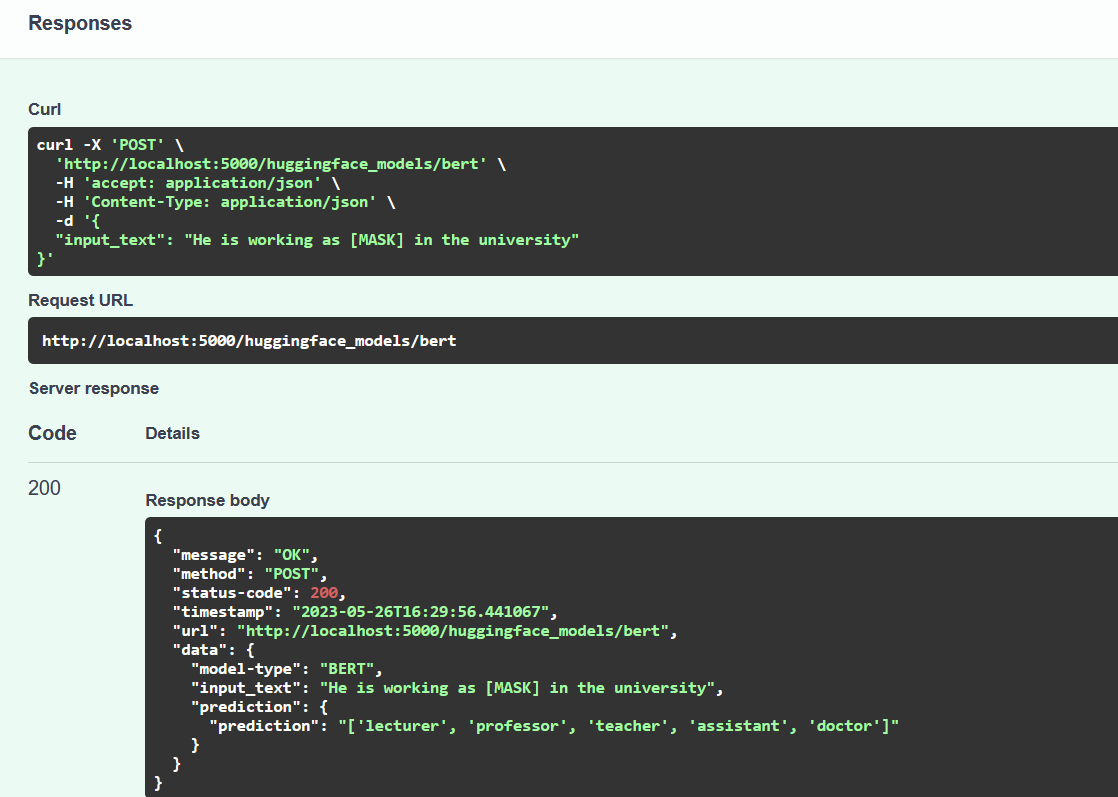 Responses
Curl
curl -X 'POST' \
  'http://localhost:5000/huggingface_models/bert' \
  -H 'accept: application/json' \
  -H 'Content-Type: application/json' \
  -d '{
  "input_text": "He is working as [MASK] in the university"
}'
Request URL
http://localhost:5000/huggingface_models/bert
Server response
Code Details
200
Response body
{
  "message": "OK",
  "method": "POST",
  "status-code": 200,
  "timestamp": "2023-05-26T16:29:56.441067",
  "url": "http://localhost:5000/huggingface_models/bert",
  "data": {
    "model-type": "BERT",
    "input_text": "He is working as [MASK] in the university",
    "prediction": {
      "prediction": "['lecturer', 'professor', 'teacher', 'assistant', 'doctor']"
    }
  }
}